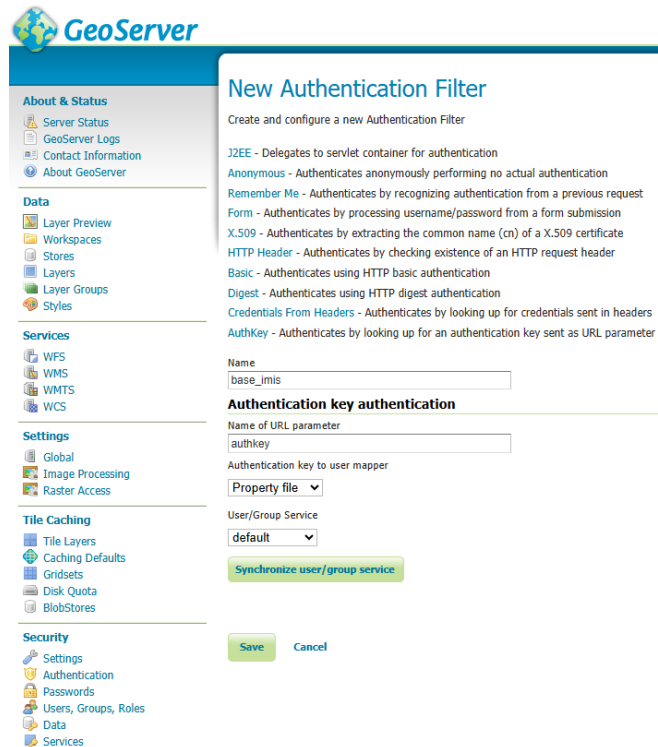 GeoServer
About & Status
Server Status
GeoServer Logs
Contact Information
About GeoServer
Data
Layer Preview
Workspaces
Stores
Layers
Layer Groups
Styles
Services
WFS
WMS
WMTS
WCS
Settings
Global
Image Processing
Raster Access
Tile Caching
Tile Layers
Caching Defaults
Gridsets
Disk Quota
BlobStores
Security
Settings
Authentication
Passwords
Users, Groups, Roles
Data
Services
New Authentication Filter
Create and configure a new Authentication Filter
J2EE - Delegates to servlet container for authentication
Anonymous - Authenticates anonymously performing no actual authentication
Remember Me - Authenticates by recognizing authentication from a previous request
Form - Authenticates by processing username/password from a form submission
X.509 - Authenticates by extracting the common name (cn) of a X.509 certificate
HTTP Header - Authenticates by checking existence of an HTTP request header
Basic - Authenticates using HTTP basic authentication
Digest - Authenticates using HTTP digest authentication
Credentials From Headers - Authenticates by looking up for credentials sent in headers
AuthKey - Authenticates by looking up for an authentication key sent as URL parameter
Name
base_imis
Authentication key authentication
Name of URL parameter
authkey
Authentication key to user mapper
Property file
User/Group Service
default
Synchronize user/group service
Save Cancel